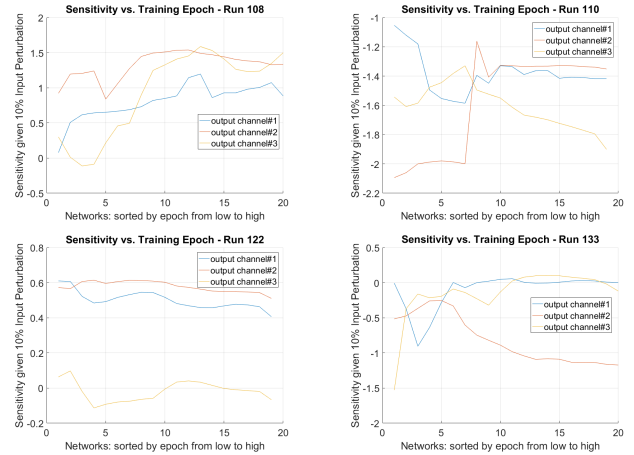 Sensitivity vs. Training Epoch - Run 108
Sensitivity given 10% Input Perturbation
2
1.5
1
0.5
0
-0.5
0
5
10
15
20
output channel#1
output channel#2
output channel#3
Networks: sorted by epoch from low to high
Sensitivity vs. Training Epoch - Run 110
Sensitivity given 10% Input Perturbation
-1
-1.2
-1.4
-1.6
-1.8
-2
-2.2
0
5
10
15
20
output channel#1
output channel#2
output channel#3
Networks: sorted by epoch from low to high
Sensitivity vs. Training Epoch - Run 122
Sensitivity given 10% Input Perturbation
0.8
0.6
0.4
0.2
0
-0.2
0
5
10
15
20
output channel#1
output channel#2
output channel#3
Networks: sorted by epoch from low to high
Sensitivity vs. Training Epoch - Run 133
Sensitivity given 10% Input Perturbation
0.5
0
-0.5
-1
-1.5
-2
0
5
10
15
20
output channel#1
output channel#2
output channel#3
Networks: sorted by epoch from low to high